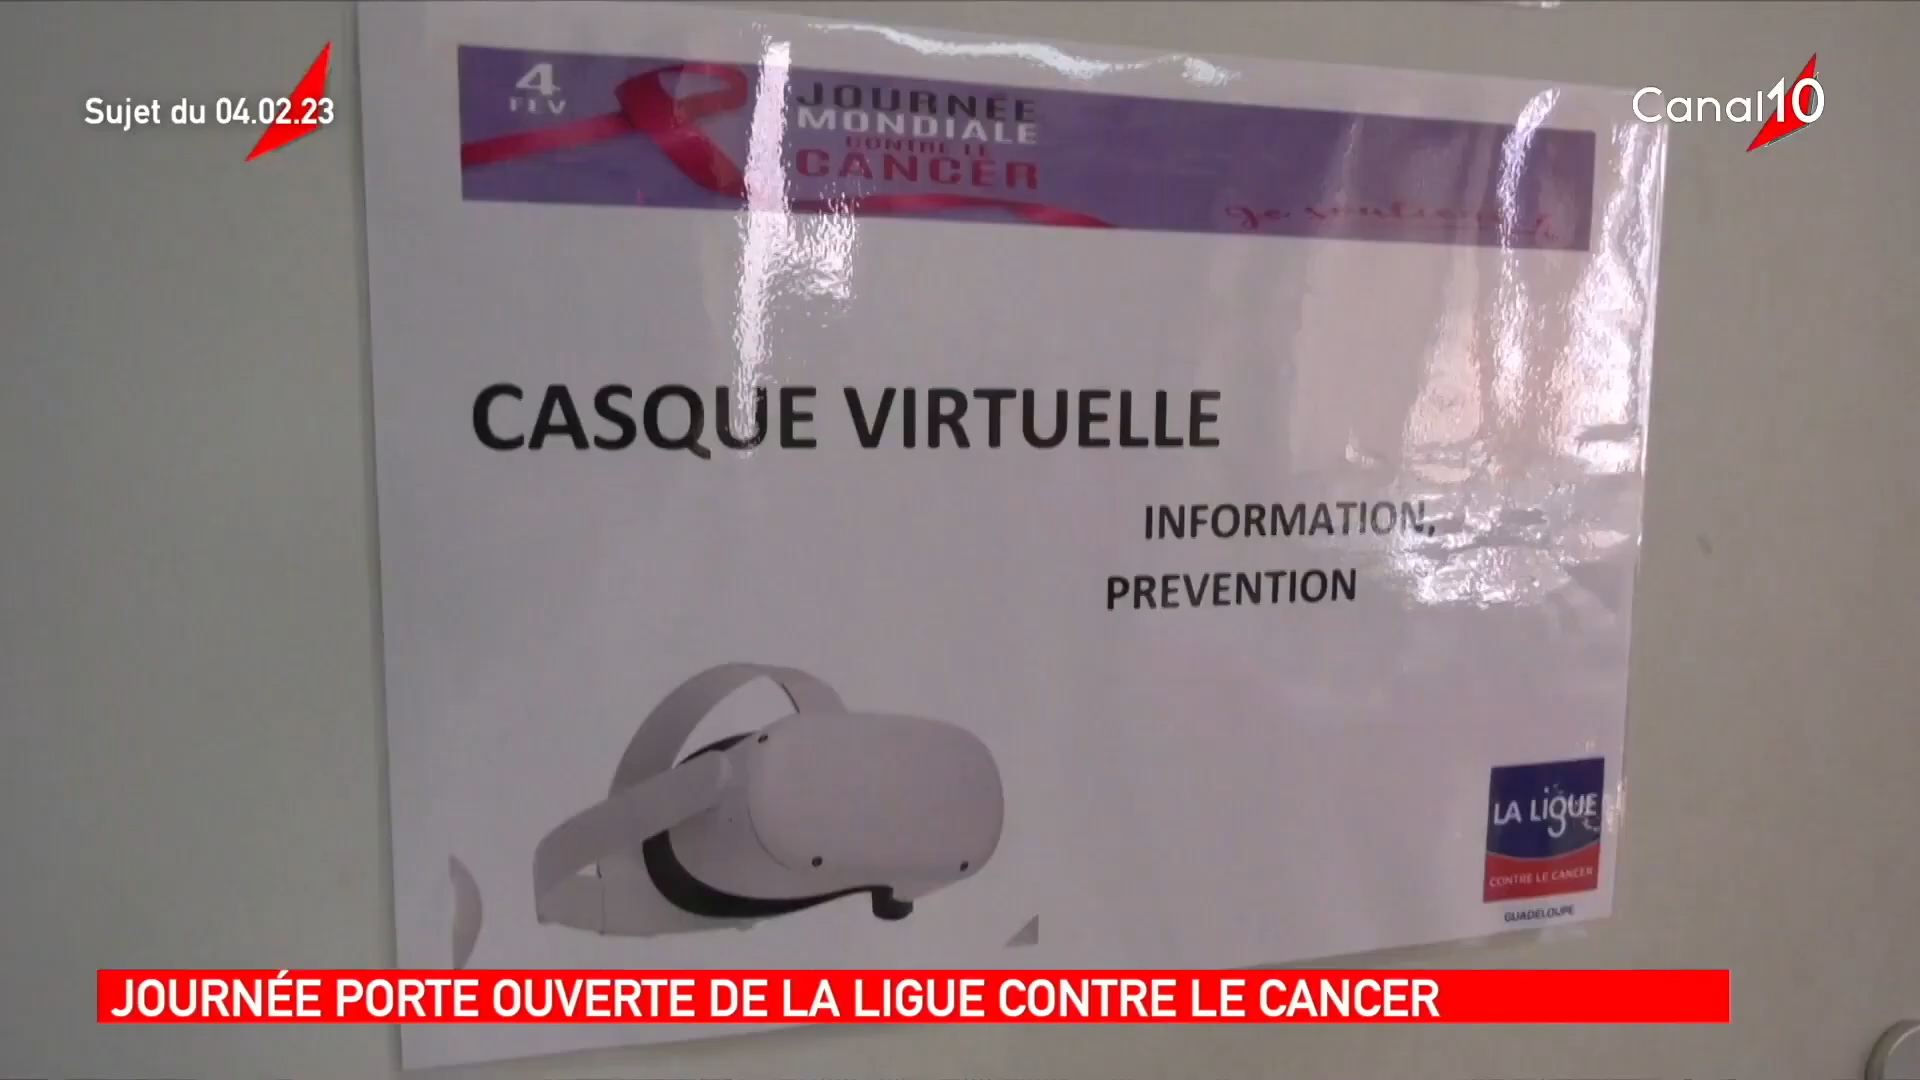 Sujet du 04.02.23
Canal10
4
FEV
JOURNÉE
MONDIALE
CONTRE LE
CANCER
CASQUE VIRTUELLE
INFORMATION,
PREVENTION
LA LIGUE
CONTRE LE CANCER
GUADELOUPE
JOURNÉE PORTE OUVERTE DE LA LIGUE CONTRE LE CANCER